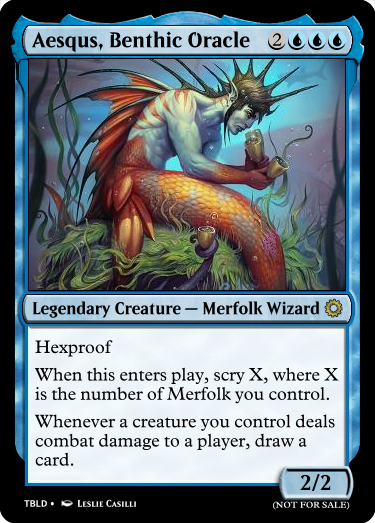 Aesqus, Benthic Oracle 2
Legendary Creature — Merfolk Wizard
Hexproof
When this enters play, scry X, where X
is the number of Merfolk you control.
Whenever a creature you control deals
combat damage to a player, draw a
card.
2/2
TBLD • Leslie Casilli
(NOT FOR SALE)